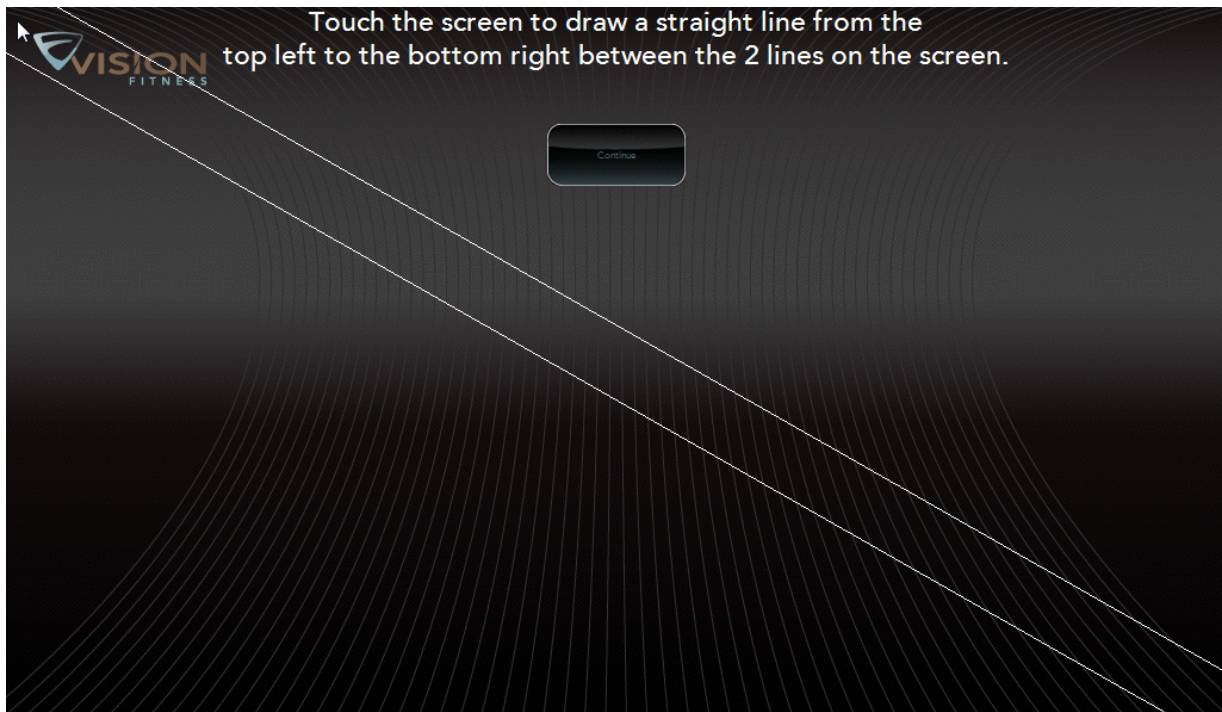 Touch the screen to draw a straight line from the
top left to the bottom right between the 2 lines on the screen.
VISION
FITNESS
Continue